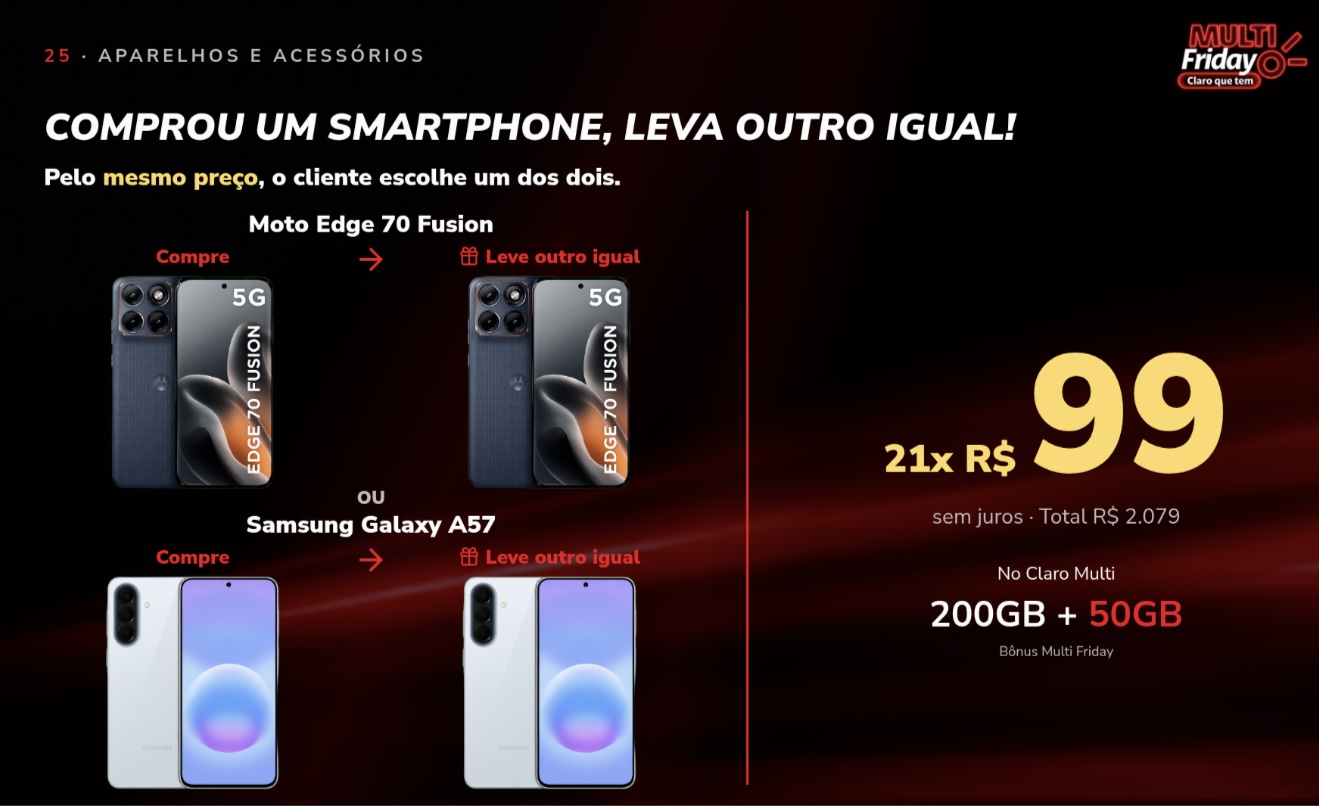 25 · APARELHOS E ACESSÓRIOS
MULTI
Friday
Claro que tem
COMPROU UM SMARTPHONE, LEVA OUTRO IGUAL!
Pelo mesmo preço, o cliente escolhe um dos dois.
Moto Edge 70 Fusion
Compre → Leve outro igual
5G
EDGE 70 FUSION
5G
EDGE 70 FUSION
OU
Samsung Galaxy A57
Compre → Leve outro igual
SAMSUNG
SAMSUNG
21x R$ 99
sem juros · Total R$ 2.079
No Claro Multi
200GB + 50GB
Bônus Multi Friday